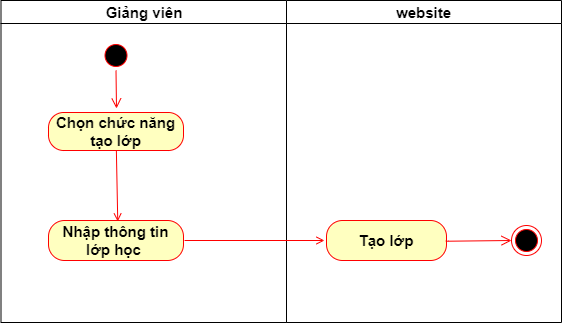 Giảng viên
website
Chọn chức năng
tạo lớp
Nhập thông tin
lớp học
Tạo lớp